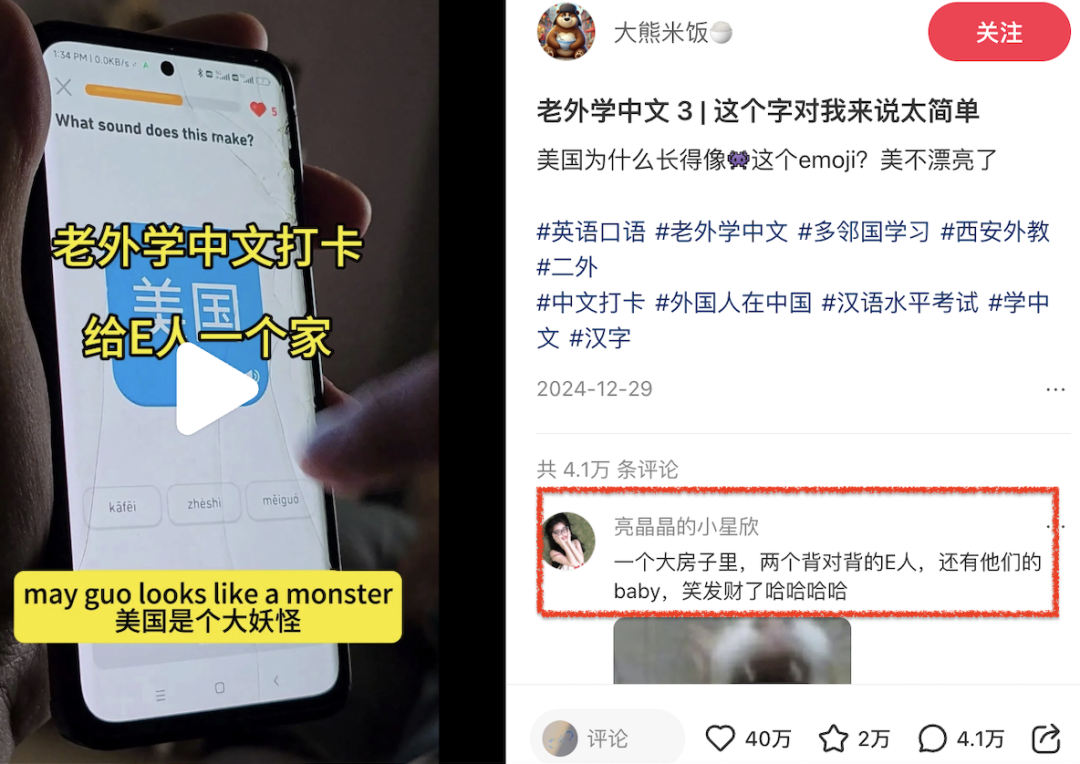 1:34 PM | 0.0KB/s
What sound does this make?
5
老外学中文打卡
美国
给E人一个家
kāfēi
zhèshì
měiguó
may guo looks like a monster
美国是个大妖怪
大熊米饭🍚
关注
老外学中文 3 | 这个字对我来说太简单
美国为什么长得像👾这个emoji？美不漂亮了
#英语口语 #老外学中文 #多邻国学习 #西安外教
#二外
#中文打卡 #外国人在中国 #汉语水平考试 #学中
文 #汉字
2024-12-29
共 4.1万 条评论
亮晶晶的小星欣
一个大房子里，两个背对背的E人，还有他们的
baby，笑发财了哈哈哈哈
评论
40万
2万
4.1万